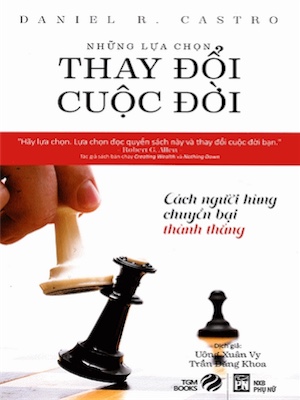 DANIEL R. CASTRO
NHỮNG LỰA CHỌN
THAY ĐỔI
CUỘC ĐỜI
"Hãy lựa chọn. Lựa chọn đọc quyển sách này và thay đổi cuộc đời bạn."
- Robert G. Allen
Tác giả sách bán chạy Creating Wealth và Nothing Down
Cách người hùng
chuyển bại
thành thắng
Dịch giả:
Uông Xuân Vy
Trần Đăng Khoa
TGM
BOOKS
PN
NXB
PHỤ NỮ